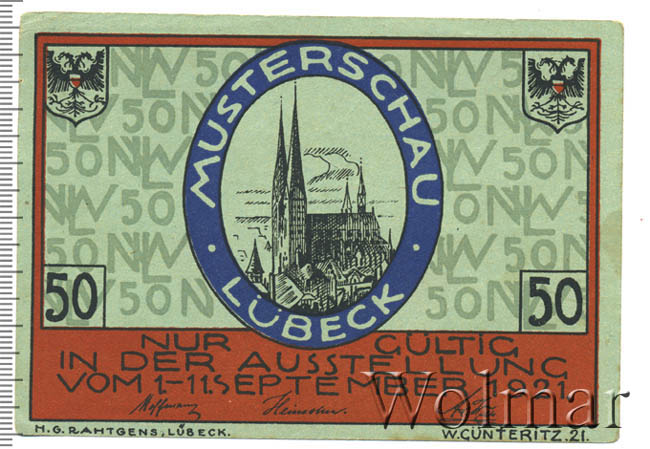 MUSTERSCHAU
· LÜBECK ·
50 50
NUR GÜLTIG
IN DER AUSSTELLUNG
VOM 1–11. SEPTEMBER 1921
Hoffmann
H.G. RAHTGENS, LÜBECK. W. GÜNTERITZ. 21.
Wolmar